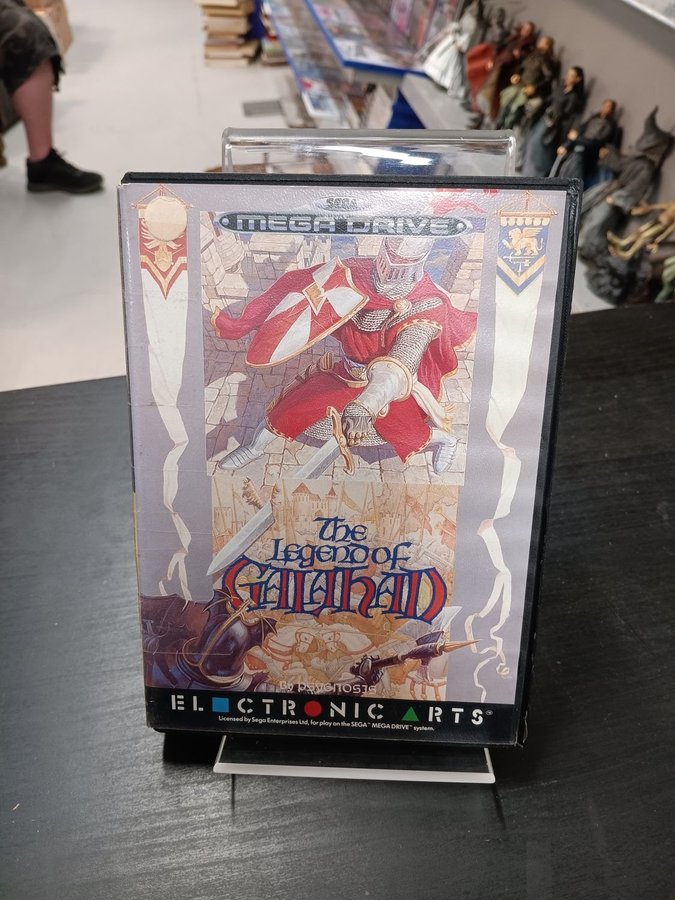 SEGA
MEGA DRIVE
The
Legend of
GALAHAD
By PSYGNOSIS
ELECTRONIC ARTS®
Licensed by Sega Enterprises Ltd, for play on the SEGA™ MEGA DRIVE™ system.